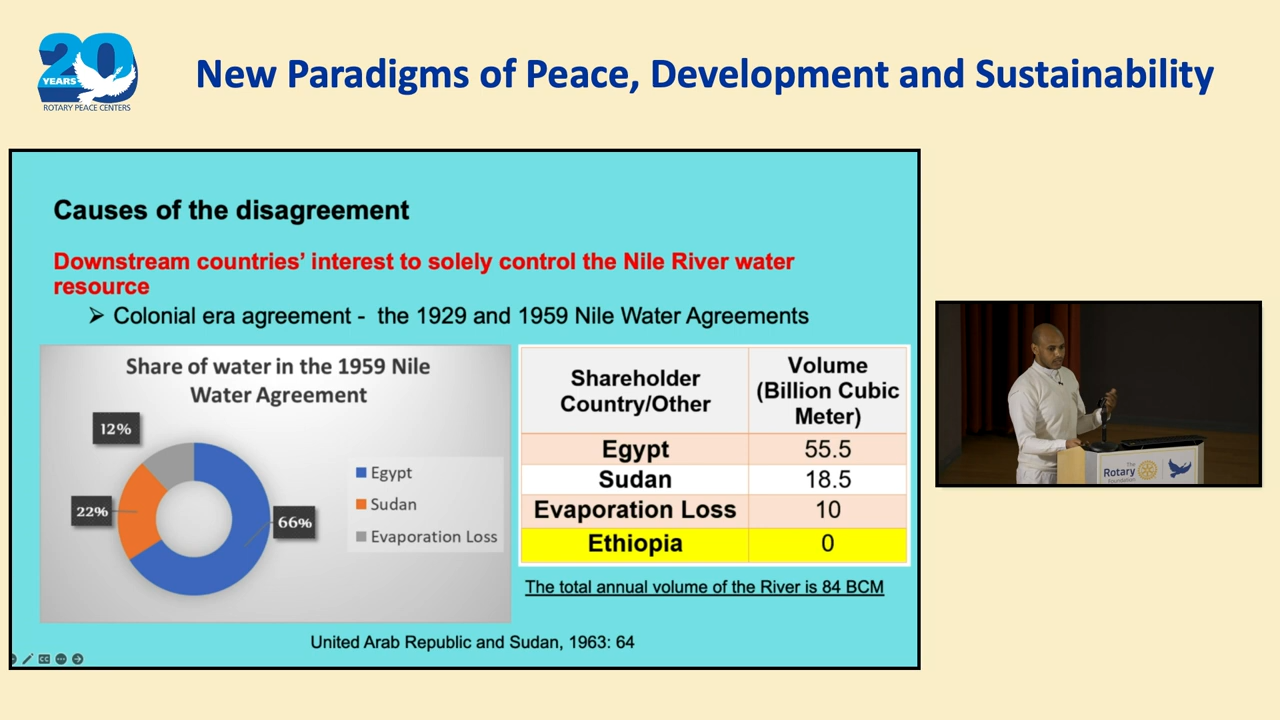 20
YEARS
ROTARY PEACE CENTERS
New Paradigms of Peace, Development and Sustainability
Causes of the disagreement
Downstream countries’ interest to solely control the Nile River water
resource
➢ Colonial era agreement - the 1929 and 1959 Nile Water Agreements
Share of water in the 1959 Nile
Water Agreement
12%
22%
66%
Egypt
Sudan
Evaporation Loss
Shareholder
Country/Other
Volume
(Billion Cubic
Meter)
Egypt 55.5
Sudan 18.5
Evaporation Loss 10
Ethiopia 0
The total annual volume of the River is 84 BCM
United Arab Republic and Sudan, 1963: 64
CC
The
Rotary
Foundation